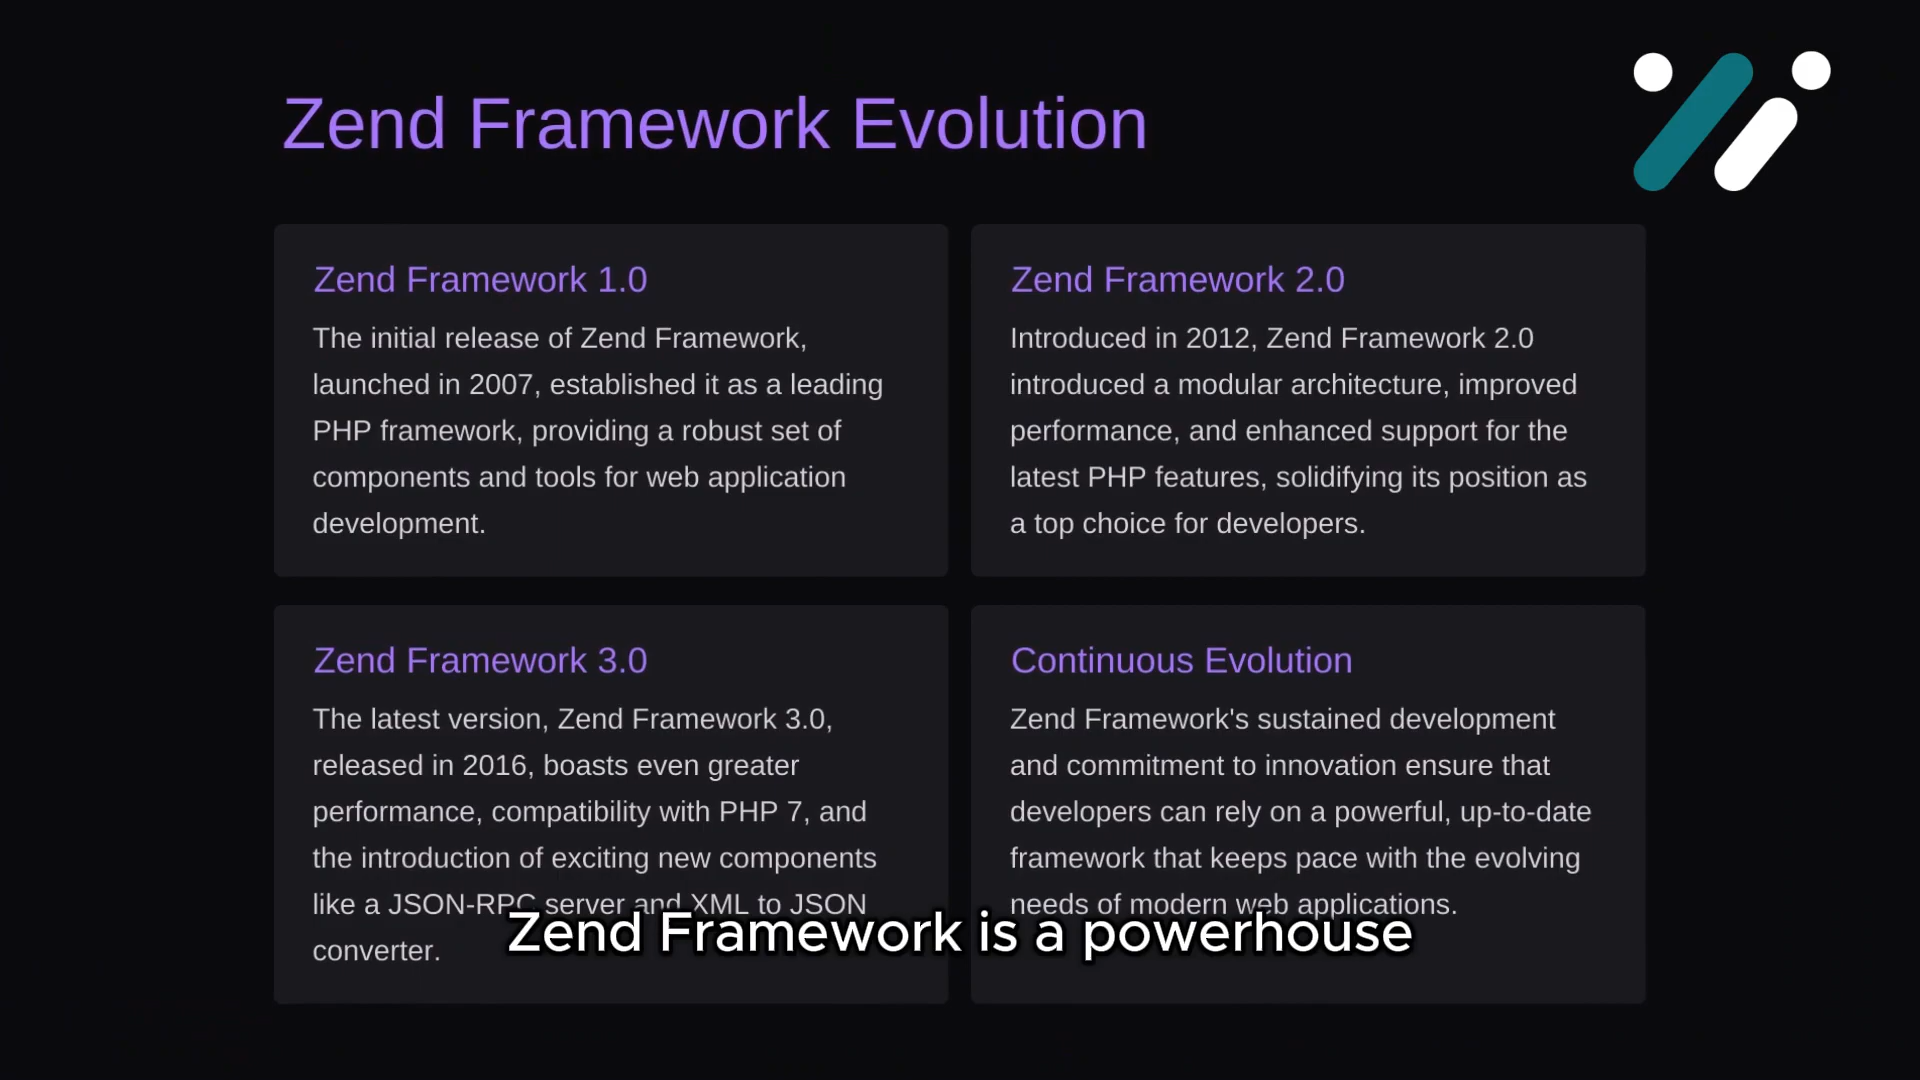 Zend Framework Evolution
Zend Framework 1.0
The initial release of Zend Framework,
launched in 2007, established it as a leading
PHP framework, providing a robust set of
components and tools for web application
development.
Zend Framework 2.0
Introduced in 2012, Zend Framework 2.0
introduced a modular architecture, improved
performance, and enhanced support for the
latest PHP features, solidifying its position as
a top choice for developers.
Zend Framework 3.0
The latest version, Zend Framework 3.0,
released in 2016, boasts even greater
performance, compatibility with PHP 7, and
the introduction of exciting new components
like a JSON-RPC server and XML to JSON
converter.
Continuous Evolution
Zend Framework's sustained development
and commitment to innovation ensure that
developers can rely on a powerful, up-to-date
framework that keeps pace with the evolving
needs of modern web applications.
Zend Framework is a powerhouse